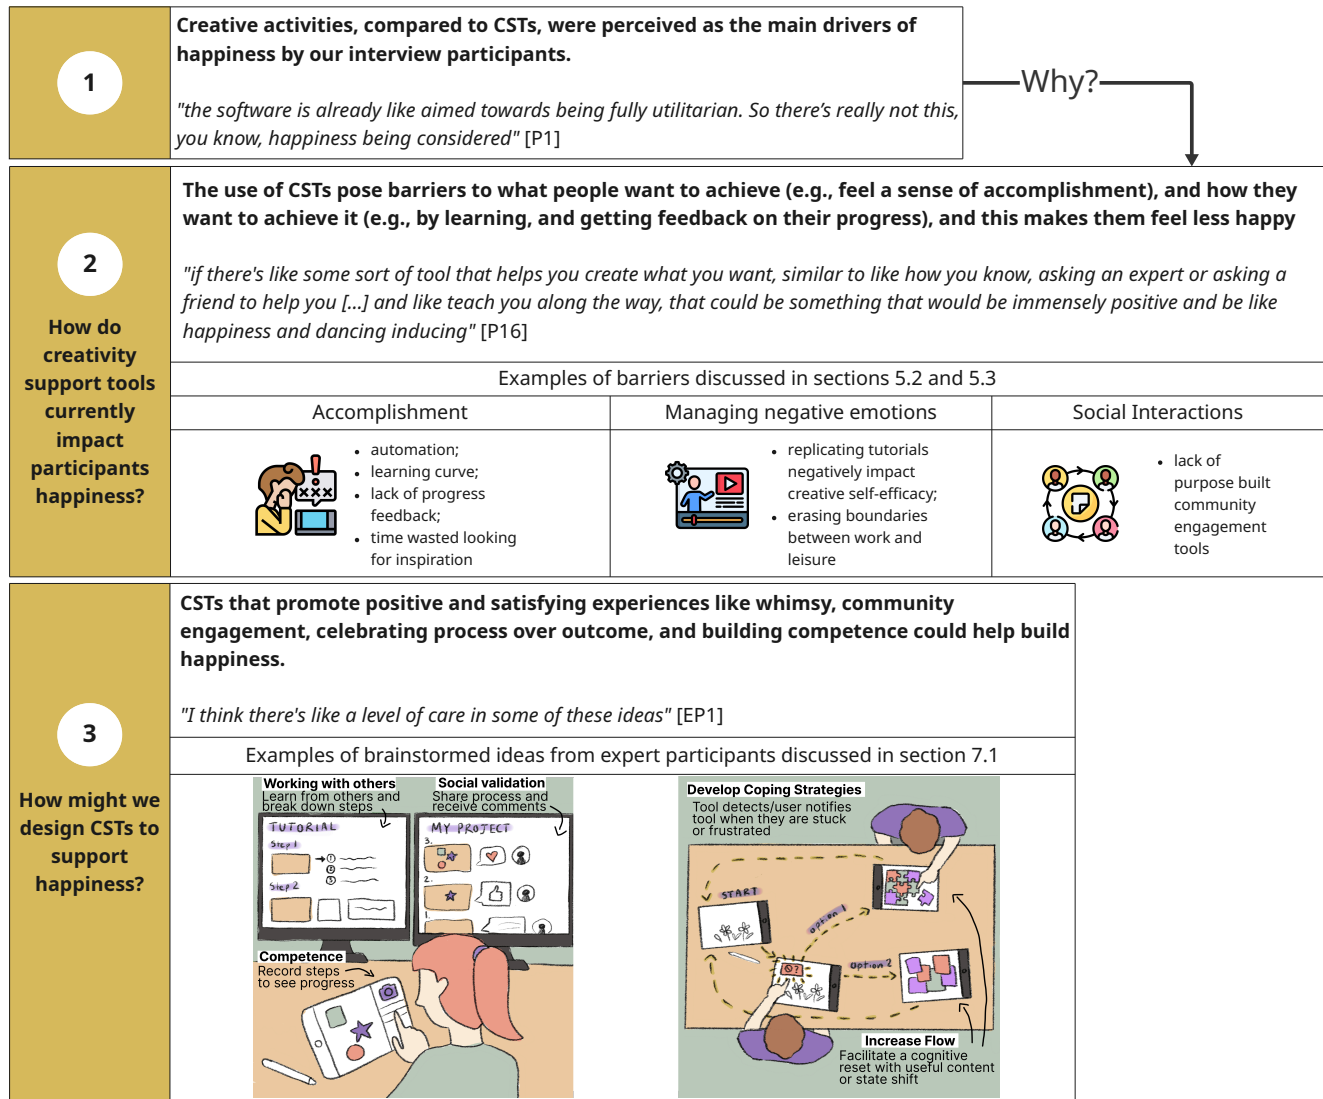 1
Creative activities, compared to CSTs, were perceived as the main drivers of
happiness by our interview participants.
"the software is already like aimed towards being fully utilitarian. So there's really not this,
you know, happiness being considered" [P1]
Why?
2
How do
creativity
support tools
currently
impact
participants
happiness?
The use of CSTs pose barriers to what people want to achieve (e.g., feel a sense of accomplishment), and how they
want to achieve it (e.g., by learning, and getting feedback on their progress), and this makes them feel less happy
"if there's like some sort of tool that helps you create what you want, similar to like how you know, asking an expert or asking a
friend to help you [...] and like teach you along the way, that could be something that would be immensely positive and be like
happiness and dancing inducing" [P16]
Examples of barriers discussed in sections 5.2 and 5.3
Accomplishment
• automation;
• learning curve;
• lack of progress
feedback;
• time wasted looking
for inspiration
Managing negative emotions
• replicating tutorials
negatively impact
creative self-efficacy;
• erasing boundaries
between work and
leisure
Social Interactions
• lack of
purpose built
community
engagement
tools
3
How might we
design CSTs to
support
happiness?
CSTs that promote positive and satisfying experiences like whimsy, community
engagement, celebrating process over outcome, and building competence could help build
happiness.
"I think there's like a level of care in some of these ideas" [EP1]
Examples of brainstormed ideas from expert participants discussed in section 7.1
Working with others
Learn from others and
break down steps
TUTORIAL
Step 1
1
2
3
Step 2
Social validation
Share process and
receive comments
MY PROJECT
3.
2.
1.
Competence
Record steps
to see progress
Develop Coping Strategies
Tool detects/user notifies
tool when they are stuck
or frustrated
START
option 1
option 2
?
Increase Flow
Facilitate a cognitive
reset with useful content
or state shift